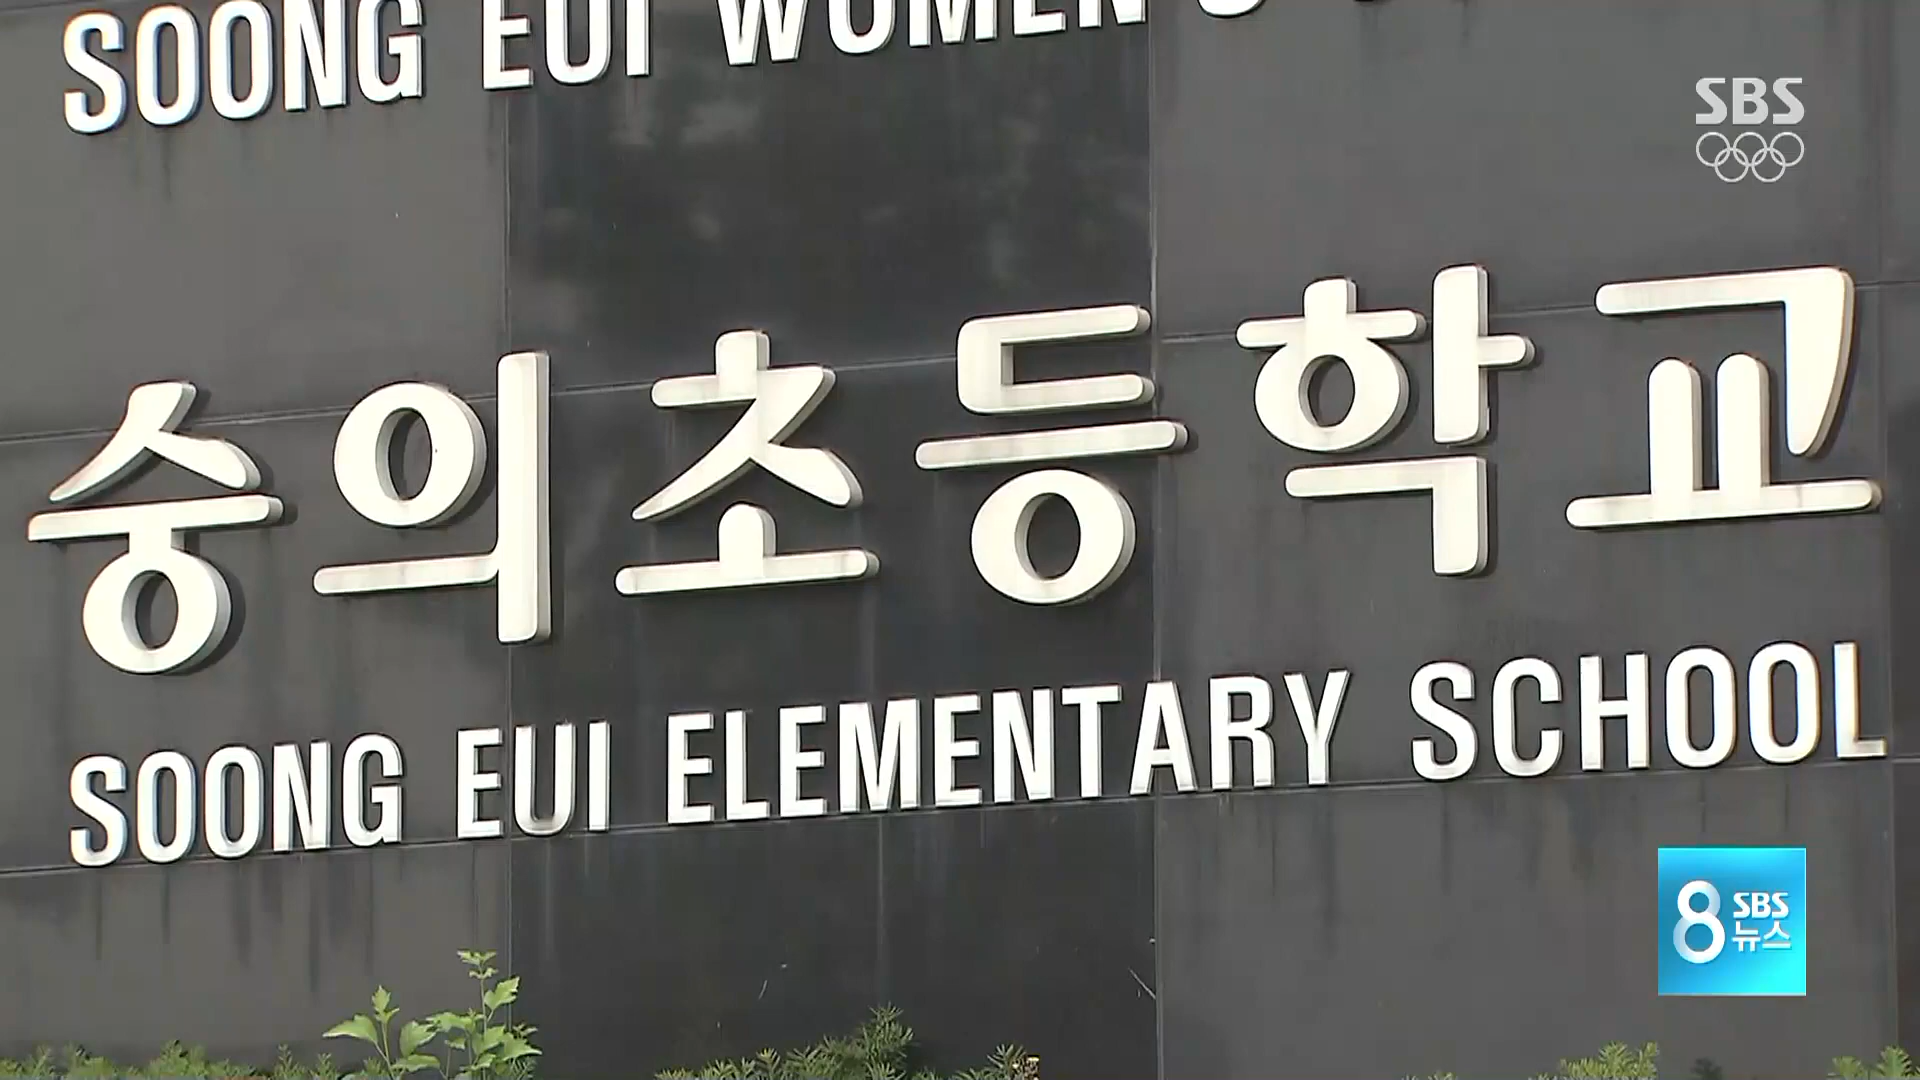 SOONG EUI WOMEN'S
SBS
숭의초등학교
SOONG EUI ELEMENTARY SCHOOL
8 SBS
뉴스